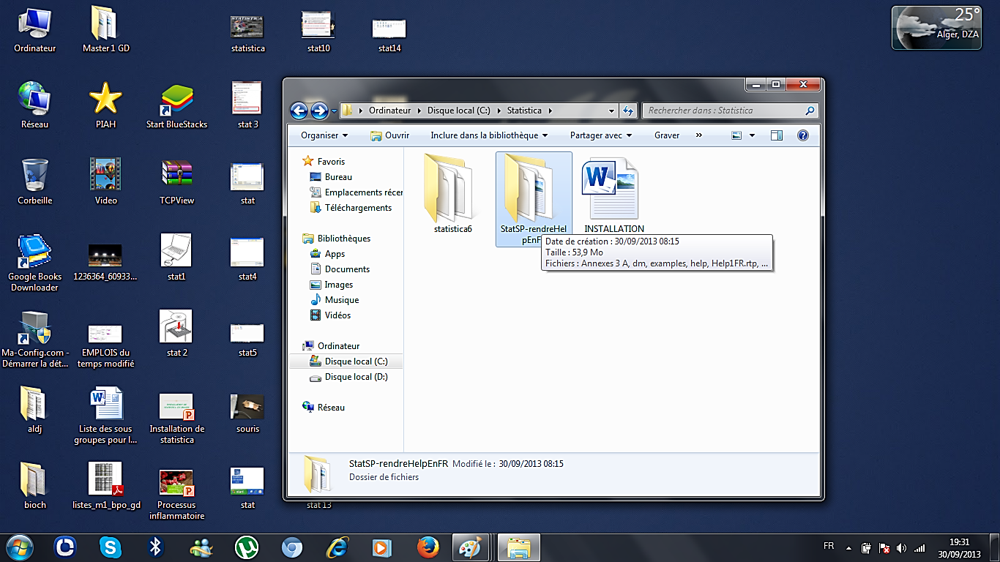 Ordinateur
Master 1 GD
statistica
stat10
stat14
25°
Alger, DZA
Réseau
PIAH
Start BlueStacks
stat 3
Corbeille
Video
TCPView
stat
Google Books
Downloader
1236364_60933...
stat1
stat4
Ma-Config.com -
Démarrer la dét...
EMPLOIS du
temps modifié
stat 2
stat5
aldj
Liste des sous
groupes pour l...
Installation de
statistica
souris
bioch
listes_m1_bpo_gd
Processus
inflammatoire
stat
stat 13
Ordinateur
Disque local (C:)
Statistica
Rechercher dans : Statistica
Organiser
Ouvrir
Inclure dans la bibliothèque
Partager avec
Graver
»
Favoris
Bureau
Emplacements récer
Téléchargements
Bibliothèques
Apps
Documents
Images
Musique
Vidéos
Ordinateur
Disque local (C:)
Disque local (D:)
Réseau
statistica6
StatSP-rendreHel
pEnF
INSTALLATION
Date de création : 30/09/2013 08:15
Taille : 53,9 Mo
Fichiers : Annexes 3 A, dm, examples, help, Help1FR.rtp, ...
StatSP-rendreHelpEnFR Modifié le : 30/09/2013 08:15
Dossier de fichiers
FR
19:31
30/09/2013